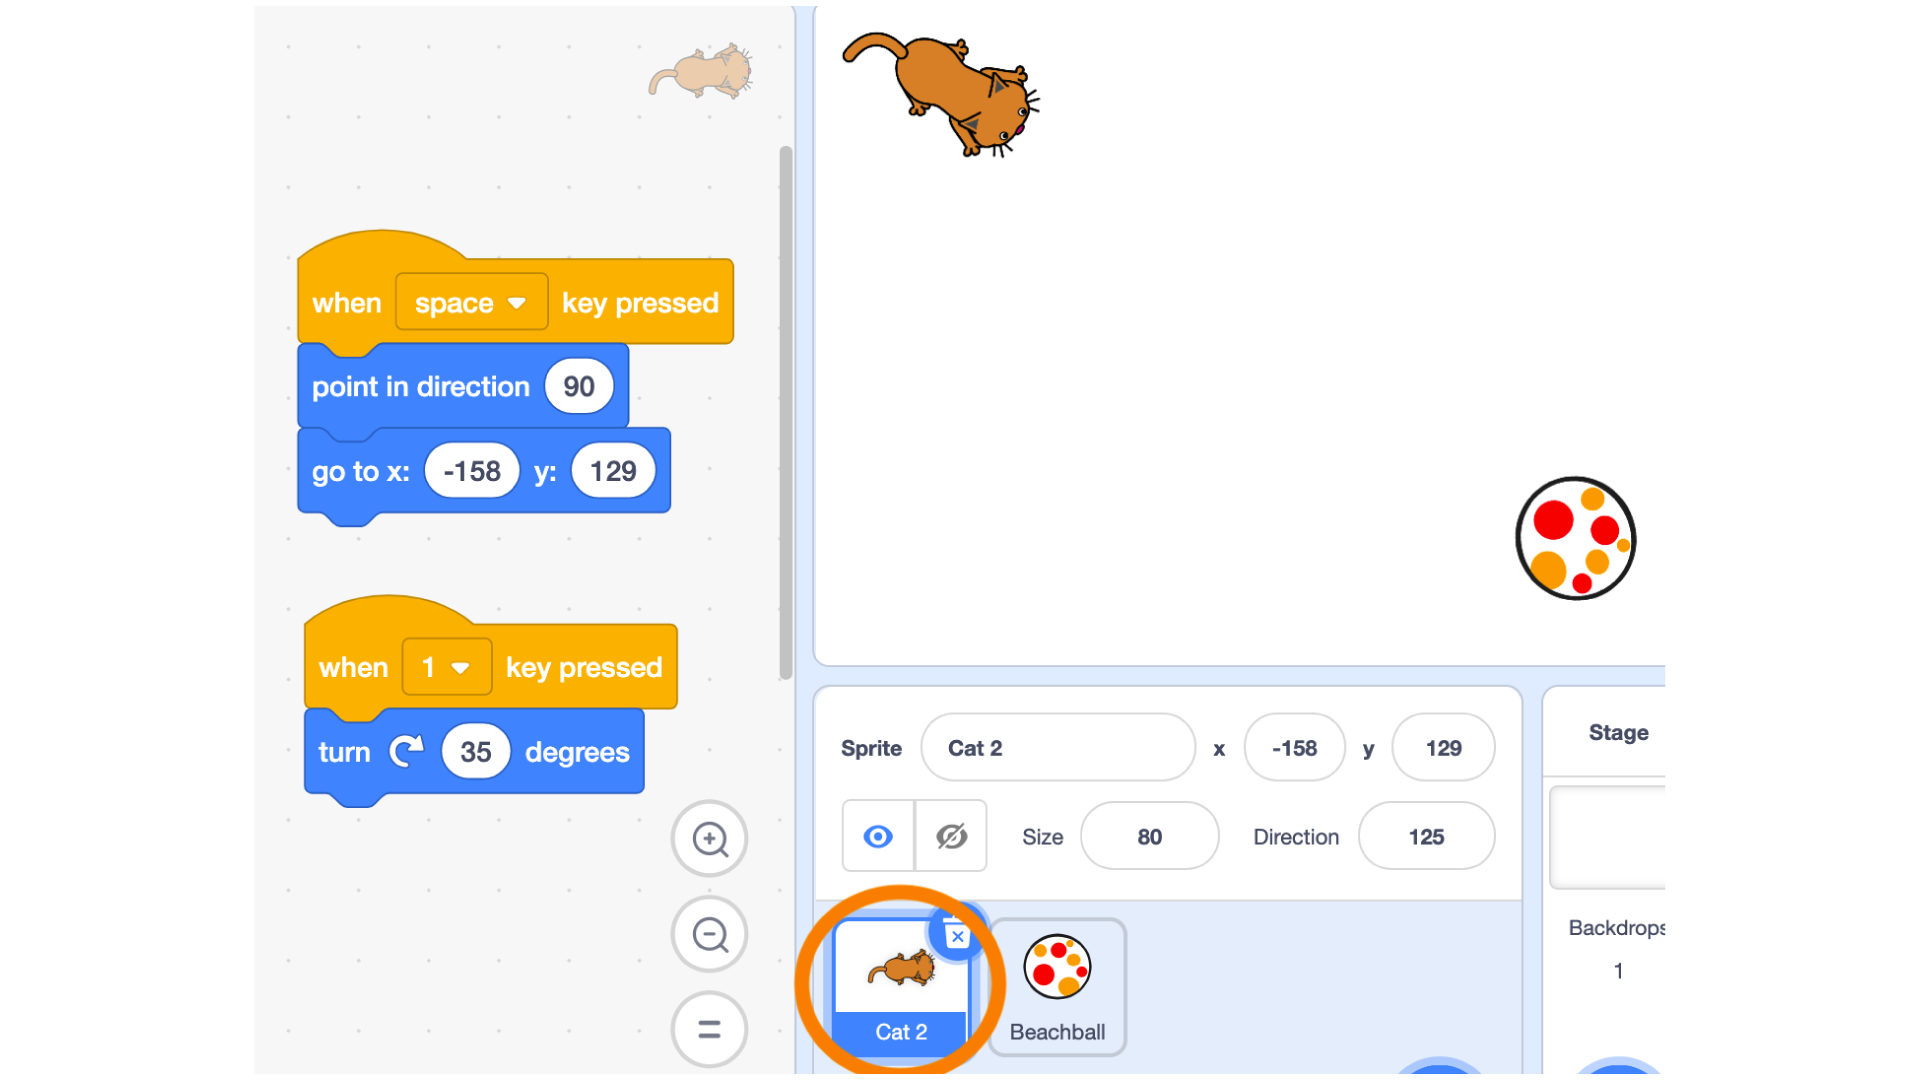 when space key pressed
point in direction 90
go to x: -158 y: 129
when 1 key pressed
turn 35 degrees
Sprite Cat 2 x -158 y 129
Size 80 Direction 125
Cat 2
Beachball
Stage
Backdrops
1